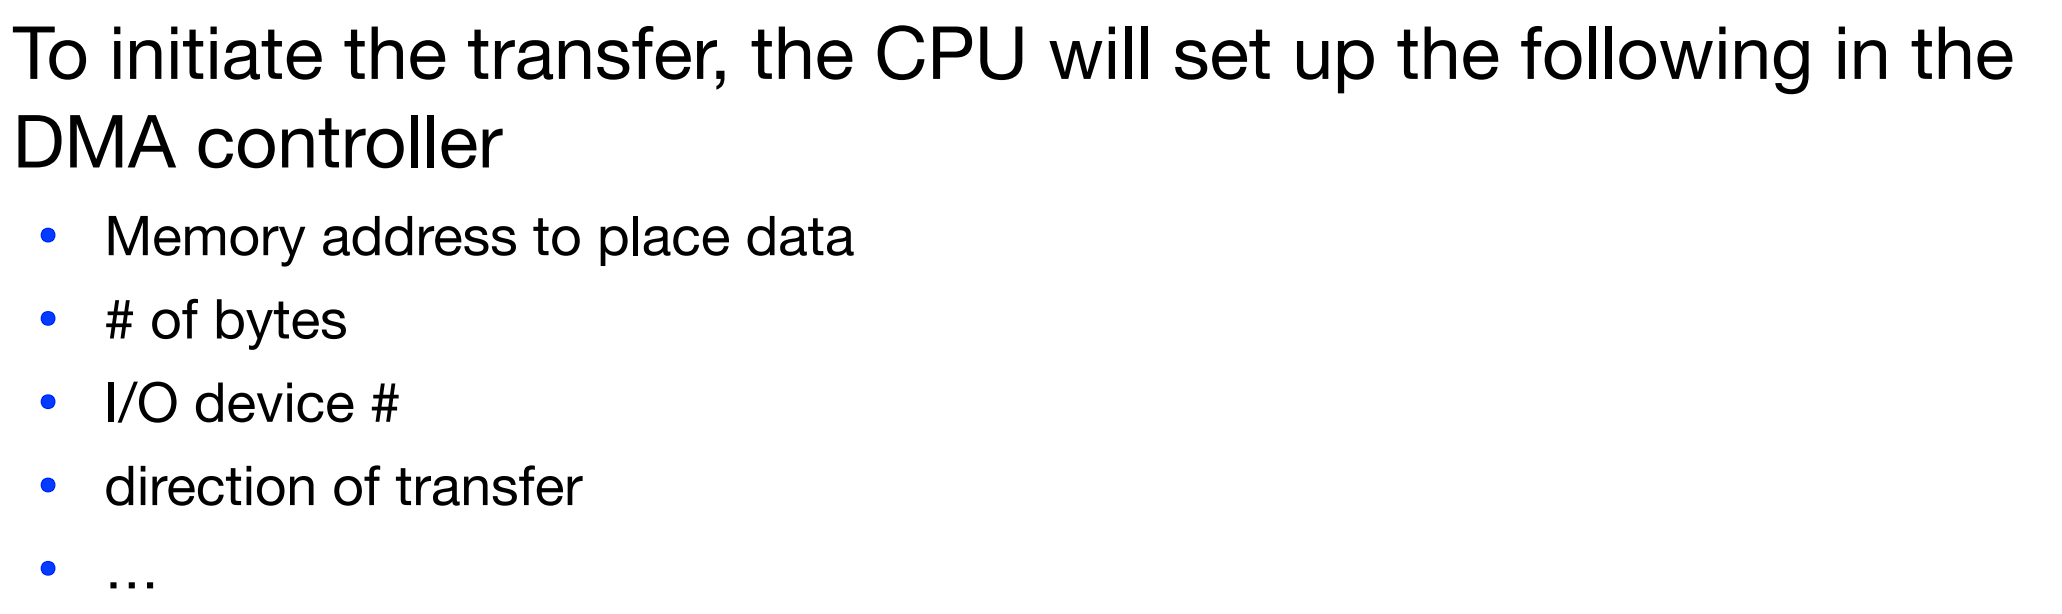 To initiate the transfer, the CPU will set up the following in the
DMA controller
• Memory address to place data
• # of bytes
• I/O device #
• direction of transfer
• ...